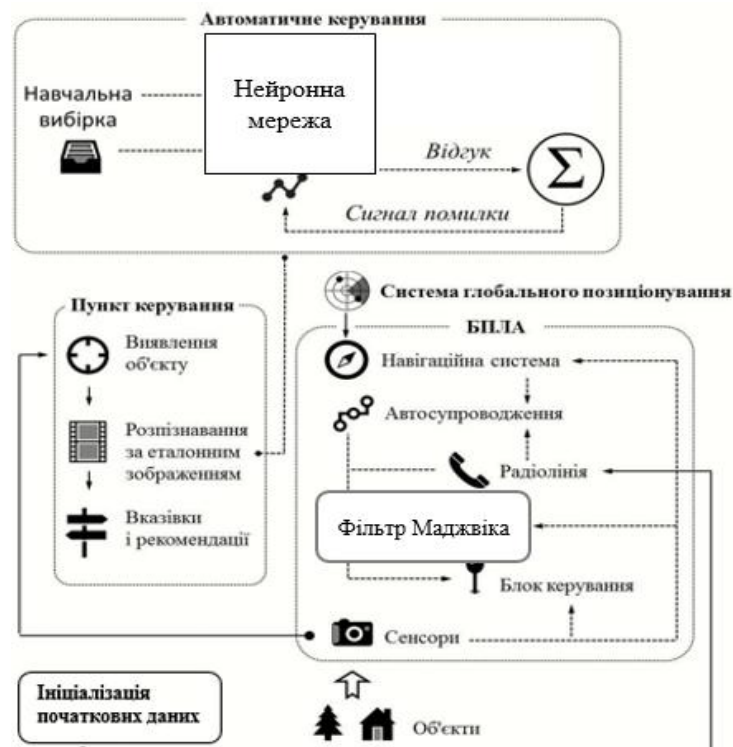 Автоматичне керування
Навчальна
вибірка
Нейронна
мережа
Відгук
Σ
Сигнал помилки
Система глобального позиціонування
Пункт керування
Виявлення
об'єкту
Розпізнавання
за еталонним
зображенням
Вказівки
і рекомендації
БПЛА
Навігаційна система
Автосупроводження
Радіолінія
Фільтр Маджвіка
Блок керування
Сенсори
Ініціалізація
початкових даних
Об'єкти